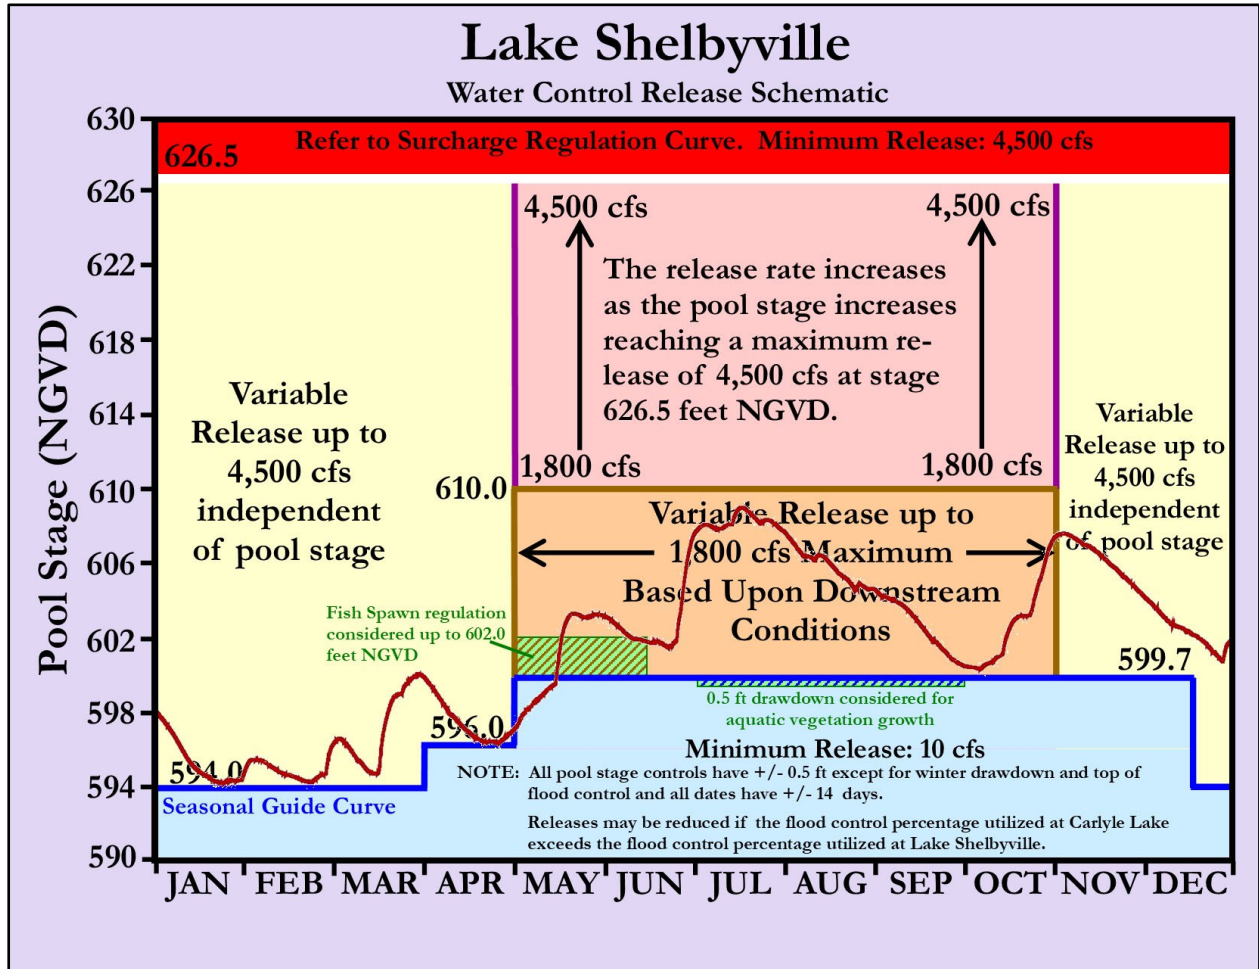 Lake Shelbyville
Water Control Release Schematic
Pool Stage (NGVD)
630
626
622
618
614
610
606
602
598
594
590
626.5
Refer to Surcharge Regulation Curve. Minimum Release: 4,500 cfs
4,500 cfs
4,500 cfs
The release rate increases
as the pool stage increases
reaching a maximum re-
lease of 4,500 cfs at stage
626.5 feet NGVD.
1,800 cfs
1,800 cfs
Variable
Release up to
4,500 cfs
independent
of pool stage
Variable
Release up to
4,500 cfs
independent
of pool stage
610.0
Variable Release up to
1,800 cfs Maximum
Based Upon Downstream
Conditions
Fish Spawn regulation
considered up to 602.0
feet NGVD
599.7
596.0
594.0
0.5 ft drawdown considered for
aquatic vegetation growth
Seasonal Guide Curve
Minimum Release: 10 cfs
NOTE: All pool stage controls have +/- 0.5 ft except for winter drawdown and top of
flood control and all dates have +/- 14 days.
Releases may be reduced if the flood control percentage utilized at Carlyle Lake
exceeds the flood control percentage utilized at Lake Shelbyville.
JAN FEB MAR APR MAY JUN JUL AUG SEP OCT NOV DEC